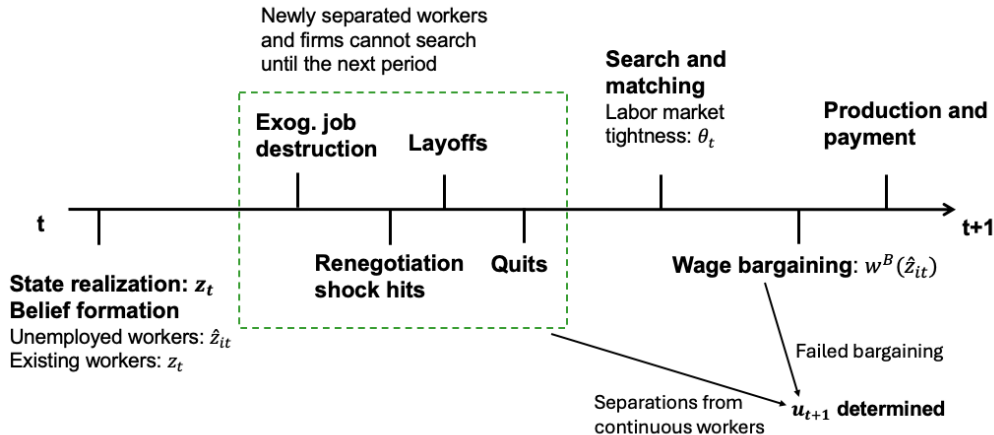 Newly separated workers
and firms cannot search
until the next period
Search and
matching
Labor market
tightness: θₜ
Production and
payment
Exog. job
destruction
Layoffs
t
t+1
Renegotiation
shock hits
Quits
Wage bargaining: wᴮ(ẑᵢₜ)
State realization: zₜ
Belief formation
Unemployed workers: ẑᵢₜ
Existing workers: zₜ
Failed bargaining
Separations from
continuous workers
uₜ₊₁ determined